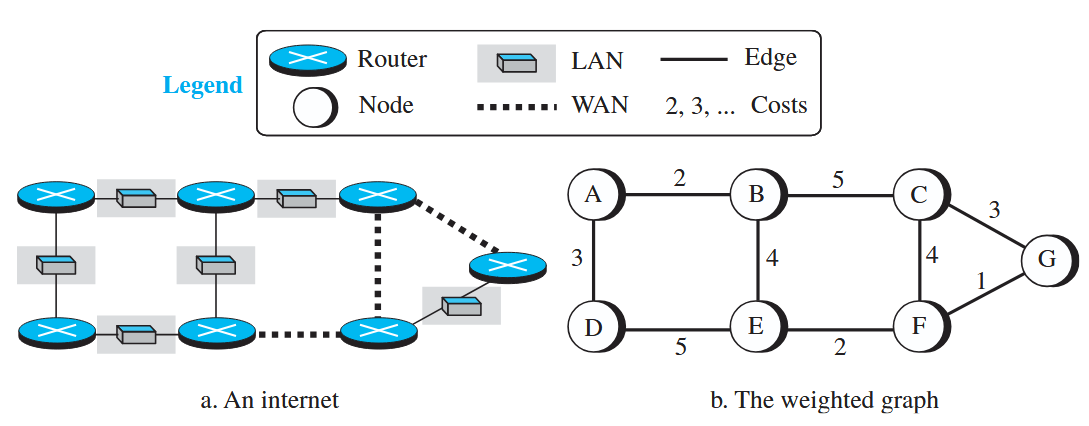 Legend
Router
LAN
Edge
Node
WAN
2, 3, ... Costs
A
2
B
5
C
3
3
4
4
G
1
D
5
E
2
F
a. An internet
b. The weighted graph